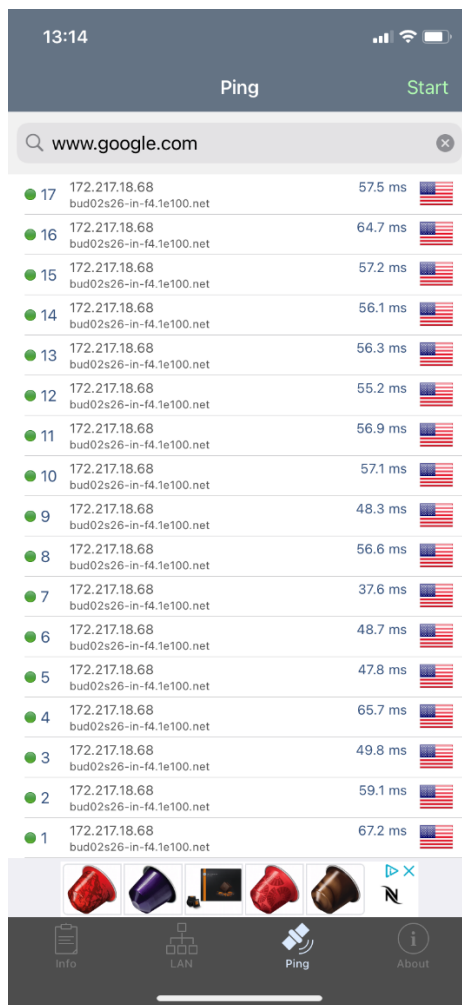 13:14
Ping
Start
www.google.com
17 172.217.18.68 57.5 ms
bud02s26-in-f4.1e100.net
16 172.217.18.68 64.7 ms
bud02s26-in-f4.1e100.net
15 172.217.18.68 57.2 ms
bud02s26-in-f4.1e100.net
14 172.217.18.68 56.1 ms
bud02s26-in-f4.1e100.net
13 172.217.18.68 56.3 ms
bud02s26-in-f4.1e100.net
12 172.217.18.68 55.2 ms
bud02s26-in-f4.1e100.net
11 172.217.18.68 56.9 ms
bud02s26-in-f4.1e100.net
10 172.217.18.68 57.1 ms
bud02s26-in-f4.1e100.net
9 172.217.18.68 48.3 ms
bud02s26-in-f4.1e100.net
8 172.217.18.68 56.6 ms
bud02s26-in-f4.1e100.net
7 172.217.18.68 37.6 ms
bud02s26-in-f4.1e100.net
6 172.217.18.68 48.7 ms
bud02s26-in-f4.1e100.net
5 172.217.18.68 47.8 ms
bud02s26-in-f4.1e100.net
4 172.217.18.68 65.7 ms
bud02s26-in-f4.1e100.net
3 172.217.18.68 49.8 ms
bud02s26-in-f4.1e100.net
2 172.217.18.68 59.1 ms
bud02s26-in-f4.1e100.net
1 172.217.18.68 67.2 ms
bud02s26-in-f4.1e100.net
Info
LAN
Ping
About